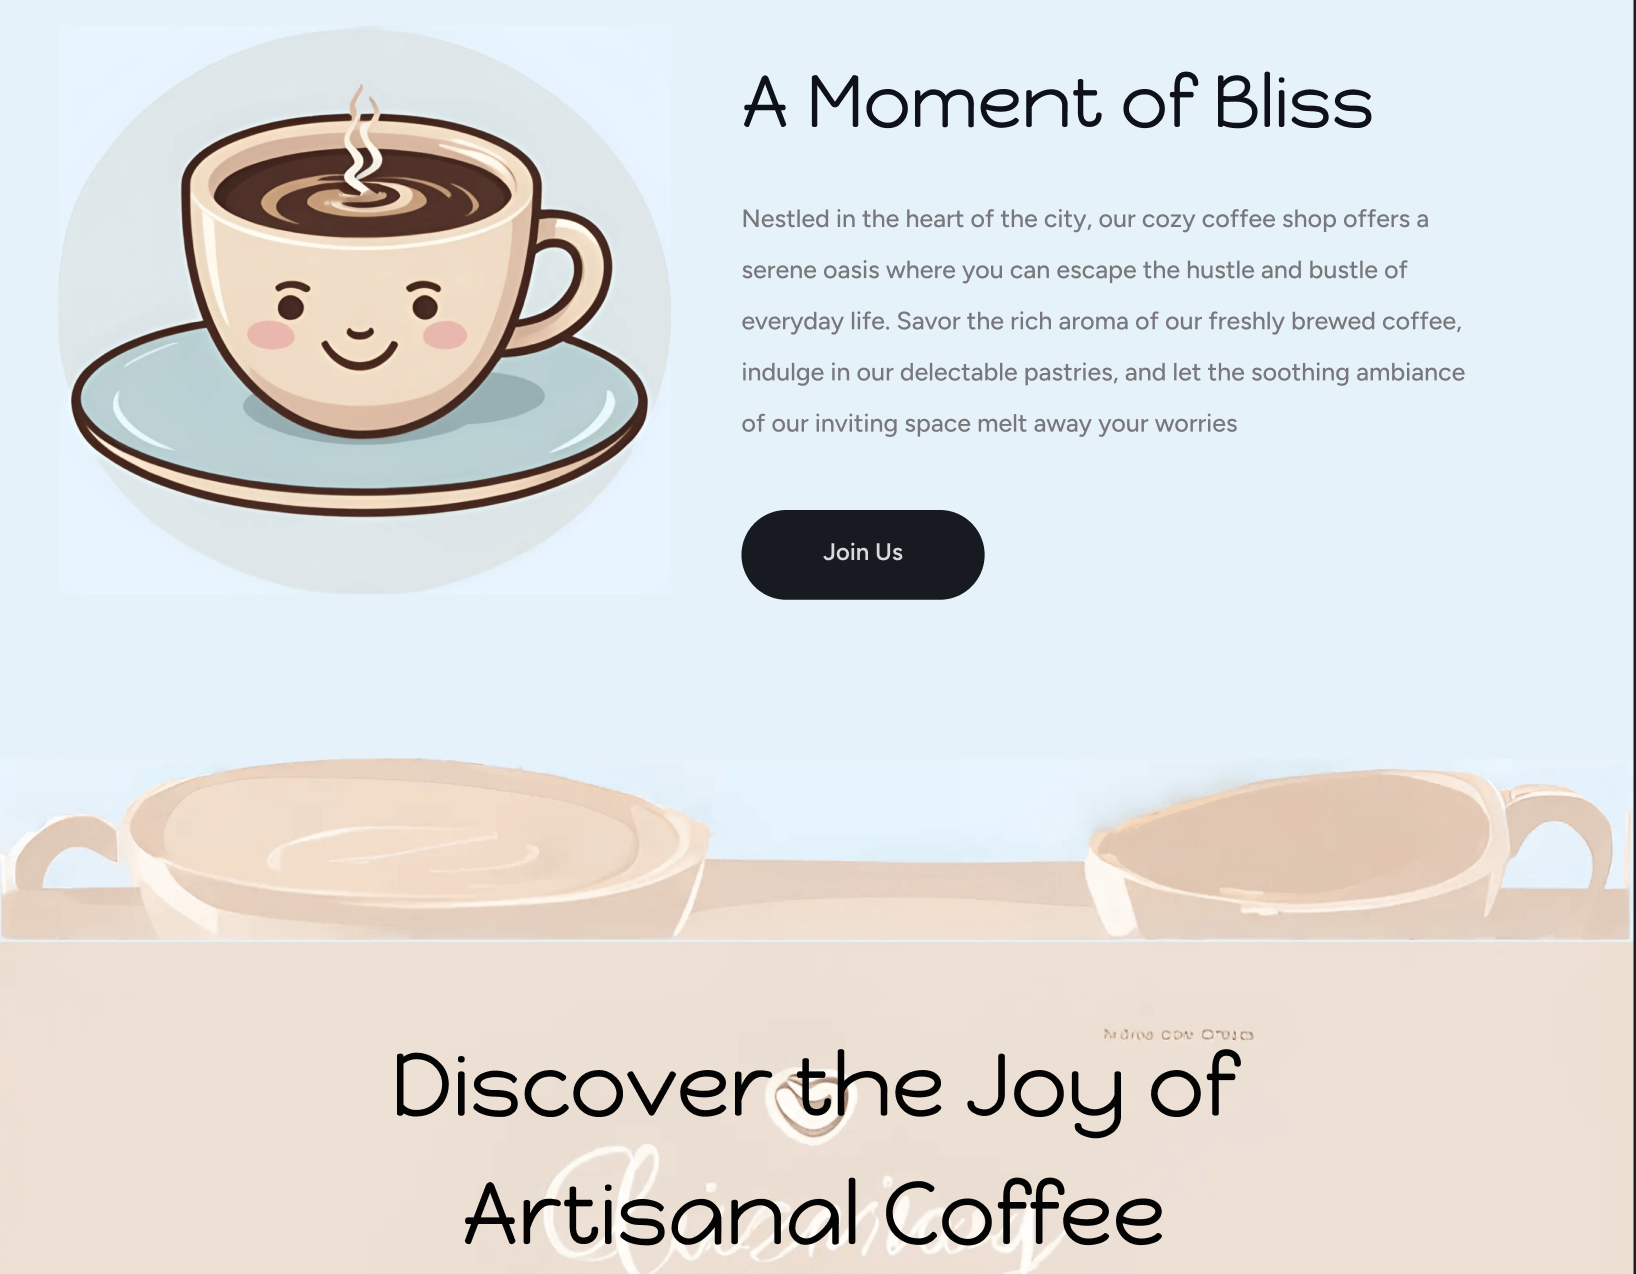 A Moment of Bliss
Nestled in the heart of the city, our cozy coffee shop offers a
serene oasis where you can escape the hustle and bustle of
everyday life. Savor the rich aroma of our freshly brewed coffee,
indulge in our delectable pastries, and let the soothing ambiance
of our inviting space melt away your worries
Join Us
Discover the Joy of
Artisanal Coffee